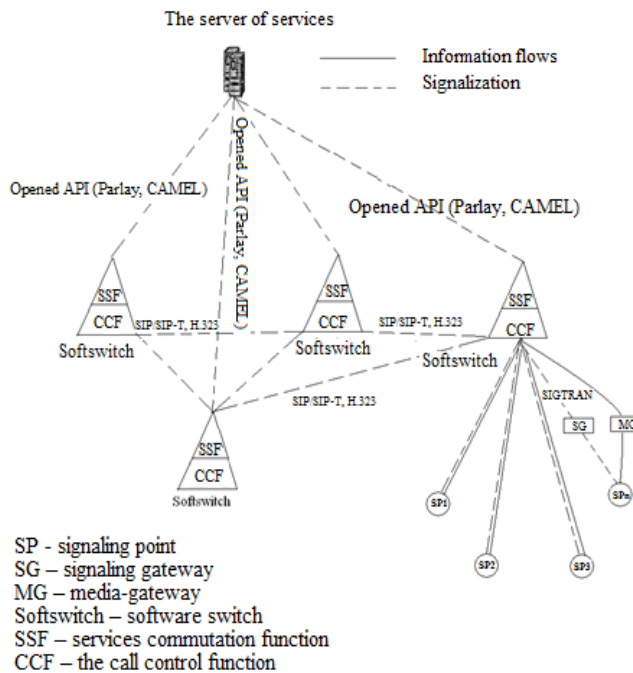 The server of services
Information flows
Signalization
Opened API (Parlay, CAMEL)
Opened API (Parlay, CAMEL)
Opened API (Parlay, CAMEL)
SSF
CCF
Softswitch
SIP/SIP-T, H.323
SSF
CCF
Softswitch
SIP/SIP-T, H.323
SSF
CCF
Softswitch
SIP/SIP-T, H.323
SSF
CCF
Softswitch
SIGTRAN
SG
MG
SP1
SP2
SP3
SPn
SP - signaling point
SG – signaling gateway
MG – media-gateway
Softswitch – software switch
SSF – services commutation function
CCF – the call control function